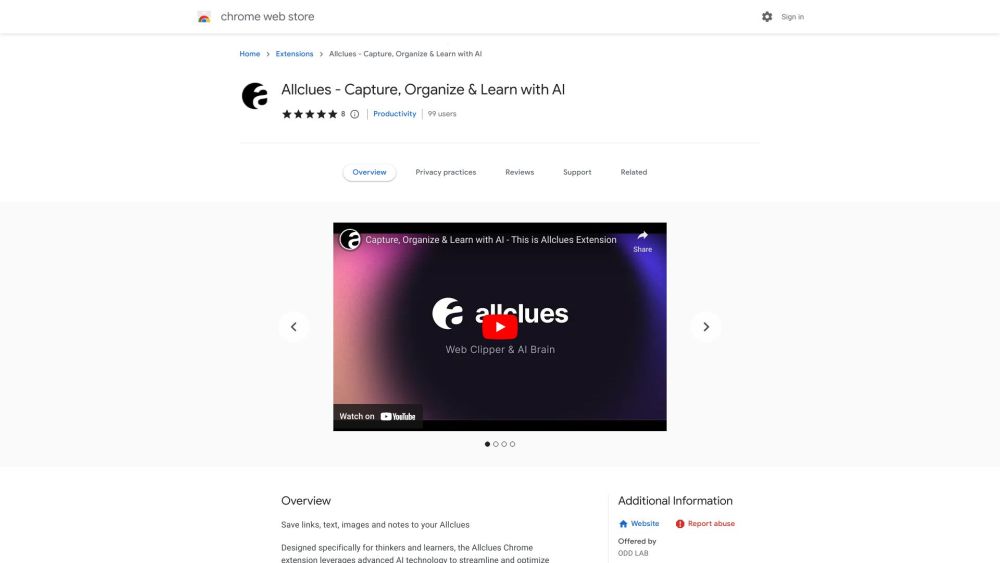 chrome web store
Sign in
Home > Extensions > Allclues - Capture, Organize & Learn with AI
Allclues - Capture, Organize & Learn with AI
8 Productivity 99 users
Overview Privacy practices Reviews Support Related
Capture, Organize & Learn with AI - This is Allclues Extension
Share
allclues
Web Clipper & AI Brain
Watch on YouTube
Overview
Save links, text, images and notes to your Allclues
Designed specifically for thinkers and learners, the Allclues Chrome
extension leverages advanced AI technology to streamline and optimize
Additional Information
Website Report abuse
Offered by
ODD LAB